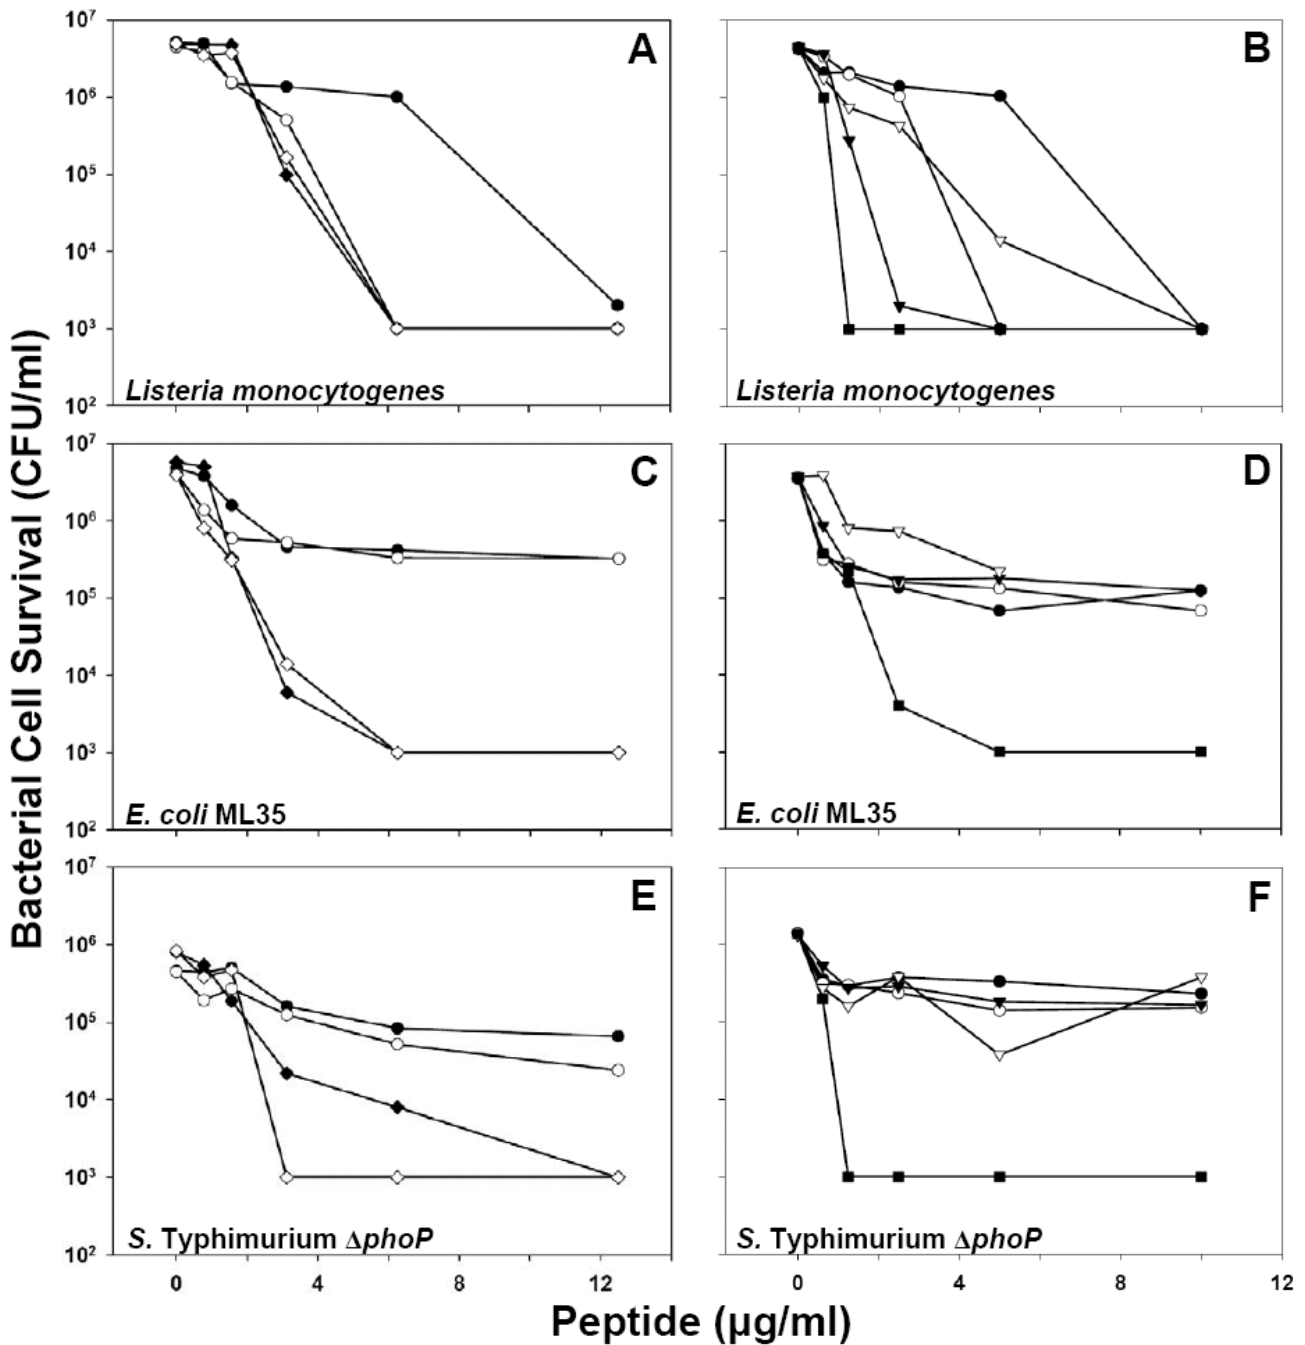 Bacterial Cell Survival (CFU/ml)
10⁷
10⁶
10⁵
10⁴
10³
10²
A
Listeria monocytogenes
B
Listeria monocytogenes
10⁷
10⁶
10⁵
10⁴
10³
10²
C
E. coli ML35
D
E. coli ML35
10⁷
10⁶
10⁵
10⁴
10³
10²
E
S. Typhimurium ΔphoP
F
S. Typhimurium ΔphoP
0 4 8 12
0 4 8 12
Peptide (µg/ml)